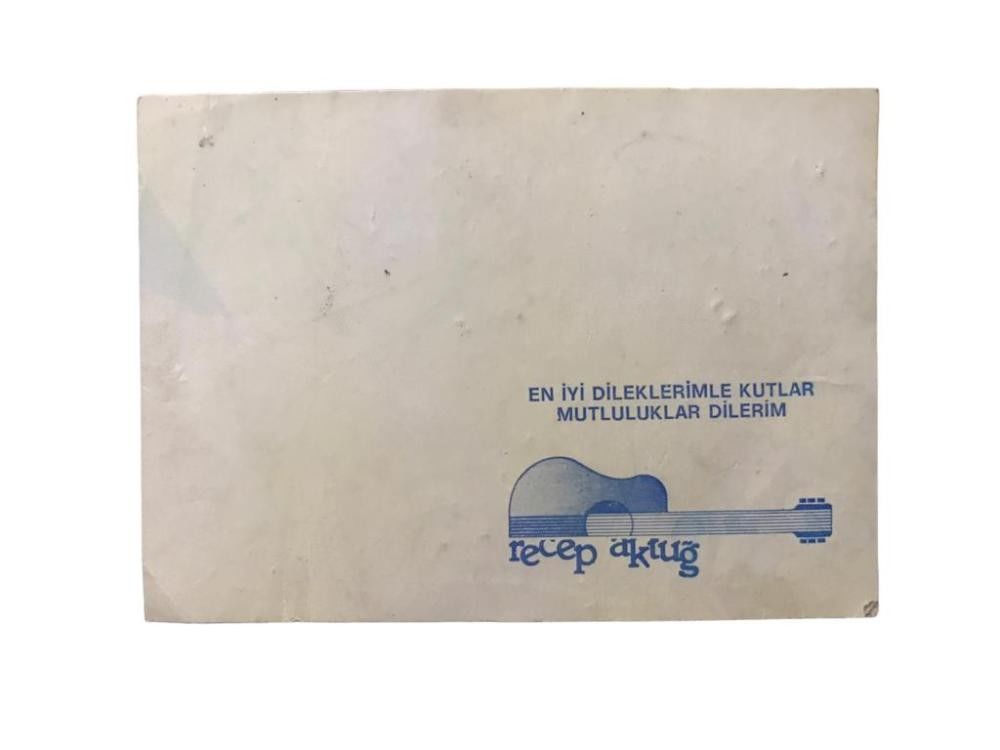 EN İYİ DİLEKLERİMLE KUTLAR
MUTLULUKLAR DİLERİM
recep aktuğ